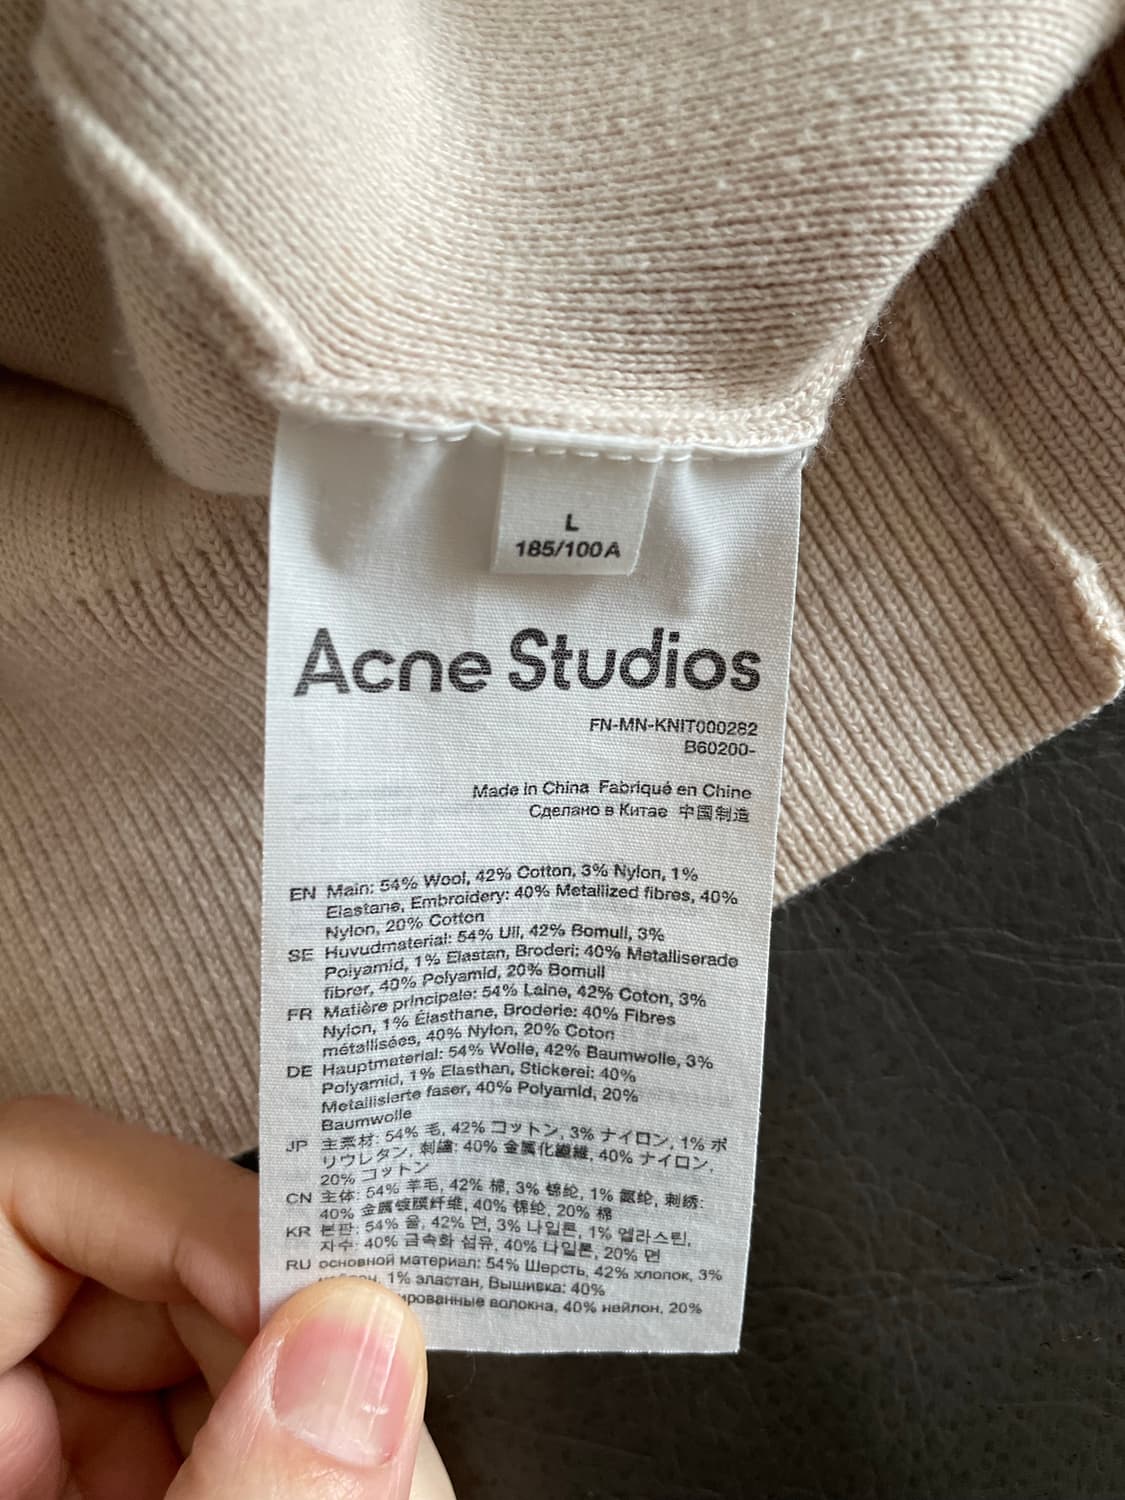 L
185/100A
Acne Studios
FN-MN-KNIT000282
B60200-
Made in China Fabriqué en Chine
Сделано в Китае 中国制造
EN Main: 54% Wool, 42% Cotton, 3% Nylon, 1%
Elastane, Embroidery: 40% Metallized fibres, 40%
Nylon, 20% Cotton
SE Huvudmaterial: 54% Ull, 42% Bomull, 3%
Polyamid, 1% Elastan, Broderi: 40% Metalliserade
fibrer, 40% Polyamid, 20% Bomull
FR Matière principale: 54% Laine, 42% Coton, 3%
Nylon, 1% Élasthane, Broderie: 40% Fibres
métallisées, 40% Nylon, 20% Coton
DE Hauptmaterial: 54% Wolle, 42% Baumwolle, 3%
Polyamid, 1% Elasthan, Stickerei: 40%
Metallisierte faser, 40% Polyamid, 20%
Baumwolle
JP 主素材: 54% 毛, 42% コットン, 3% ナイロン, 1% ポ
リウレタン, 刺繍: 40% 金属化繊維, 40% ナイロン,
20% コットン
CN 主体: 54% 羊毛, 42% 棉, 3% 锦纶, 1% 氨纶, 刺绣:
40% 金属镀膜纤维, 40% 锦纶, 20% 棉
KR 본판: 54% 울, 42% 면, 3% 나일론, 1% 엘라스틴,
자수: 40% 금속화 섬유, 40% 나일론, 20% 면
RU основной материал: 54% Шерсть, 42% хлопок, 3%
1% эластан, Вышивка: 40%
волокна, 40% нейлон, 20%